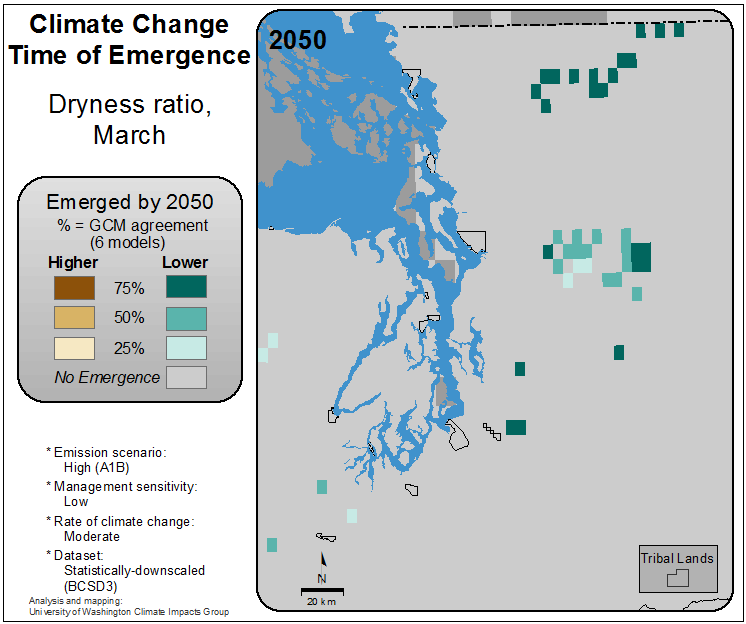 Climate Change
Time of Emergence
Dryness ratio,
March
Emerged by 2050
% = GCM agreement
(6 models)
Higher Lower
75%
50%
25%
No Emergence
* Emission scenario:
High (A1B)
* Management sensitivity:
Low
* Rate of climate change:
Moderate
* Dataset:
Statistically-downscaled
(BCSD3)
Analysis and mapping:
University of Washington Climate Impacts Group
2050
N
20 km
Tribal Lands